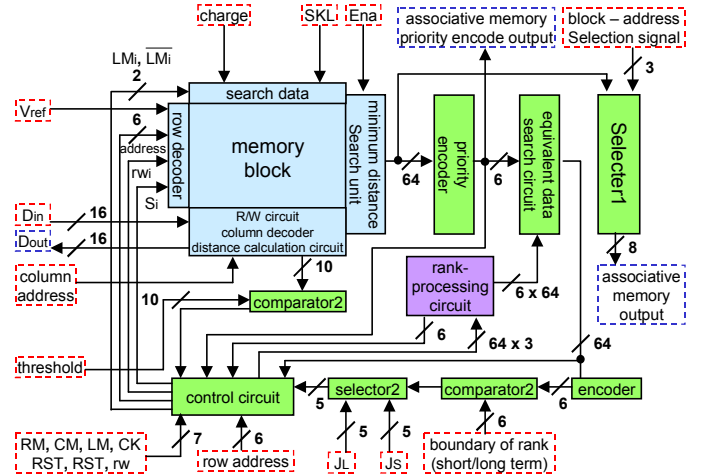 charge
SKL
Ena
associative memory
priority encode output
block – address
Selection signal
LMi, LMi
2
3
Vref
search data
6
address
row decoder
memory
block
minimum distance
Search unit
64
priority
encoder
6
equivalent data
search circuit
Selecter1
rwi
Si
Din
16
Dout
16
R/W circuit
column decoder
distance calculation circuit
8
column
address
10
10
comparator2
rank-
processing
circuit
6 x 64
associative
memory
output
6
64 x 3
64
threshold
control circuit
5
selector2
comparator2
6
encoder
RM, CM, LM, CK
RST, RST, rw
7
6
row address
5
JL
5
JS
6
boundary of rank
(short/long term)